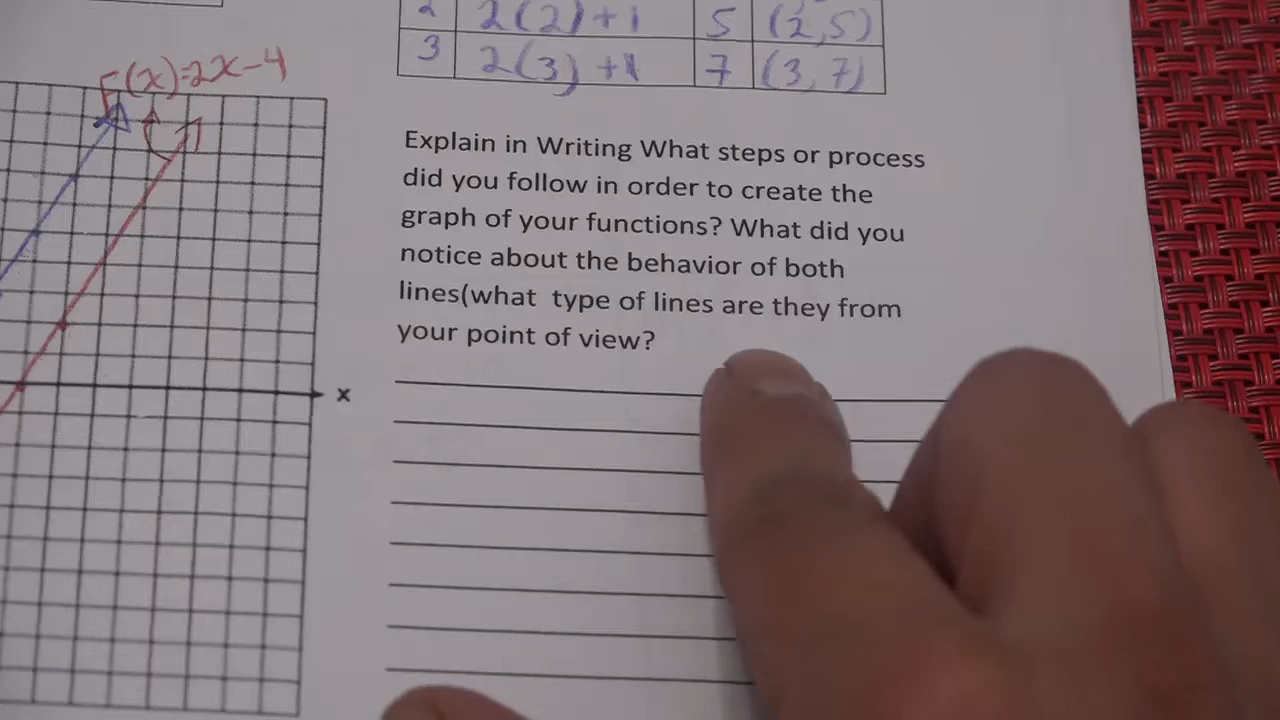 2 2(2)+1 5 (2,5)
3 2(3)+1 7 (3,7)
F(x)=2x-4
Explain in Writing What steps or process
did you follow in order to create the
graph of your functions? What did you
notice about the behavior of both
lines(what type of lines are they from
your point of view?
x